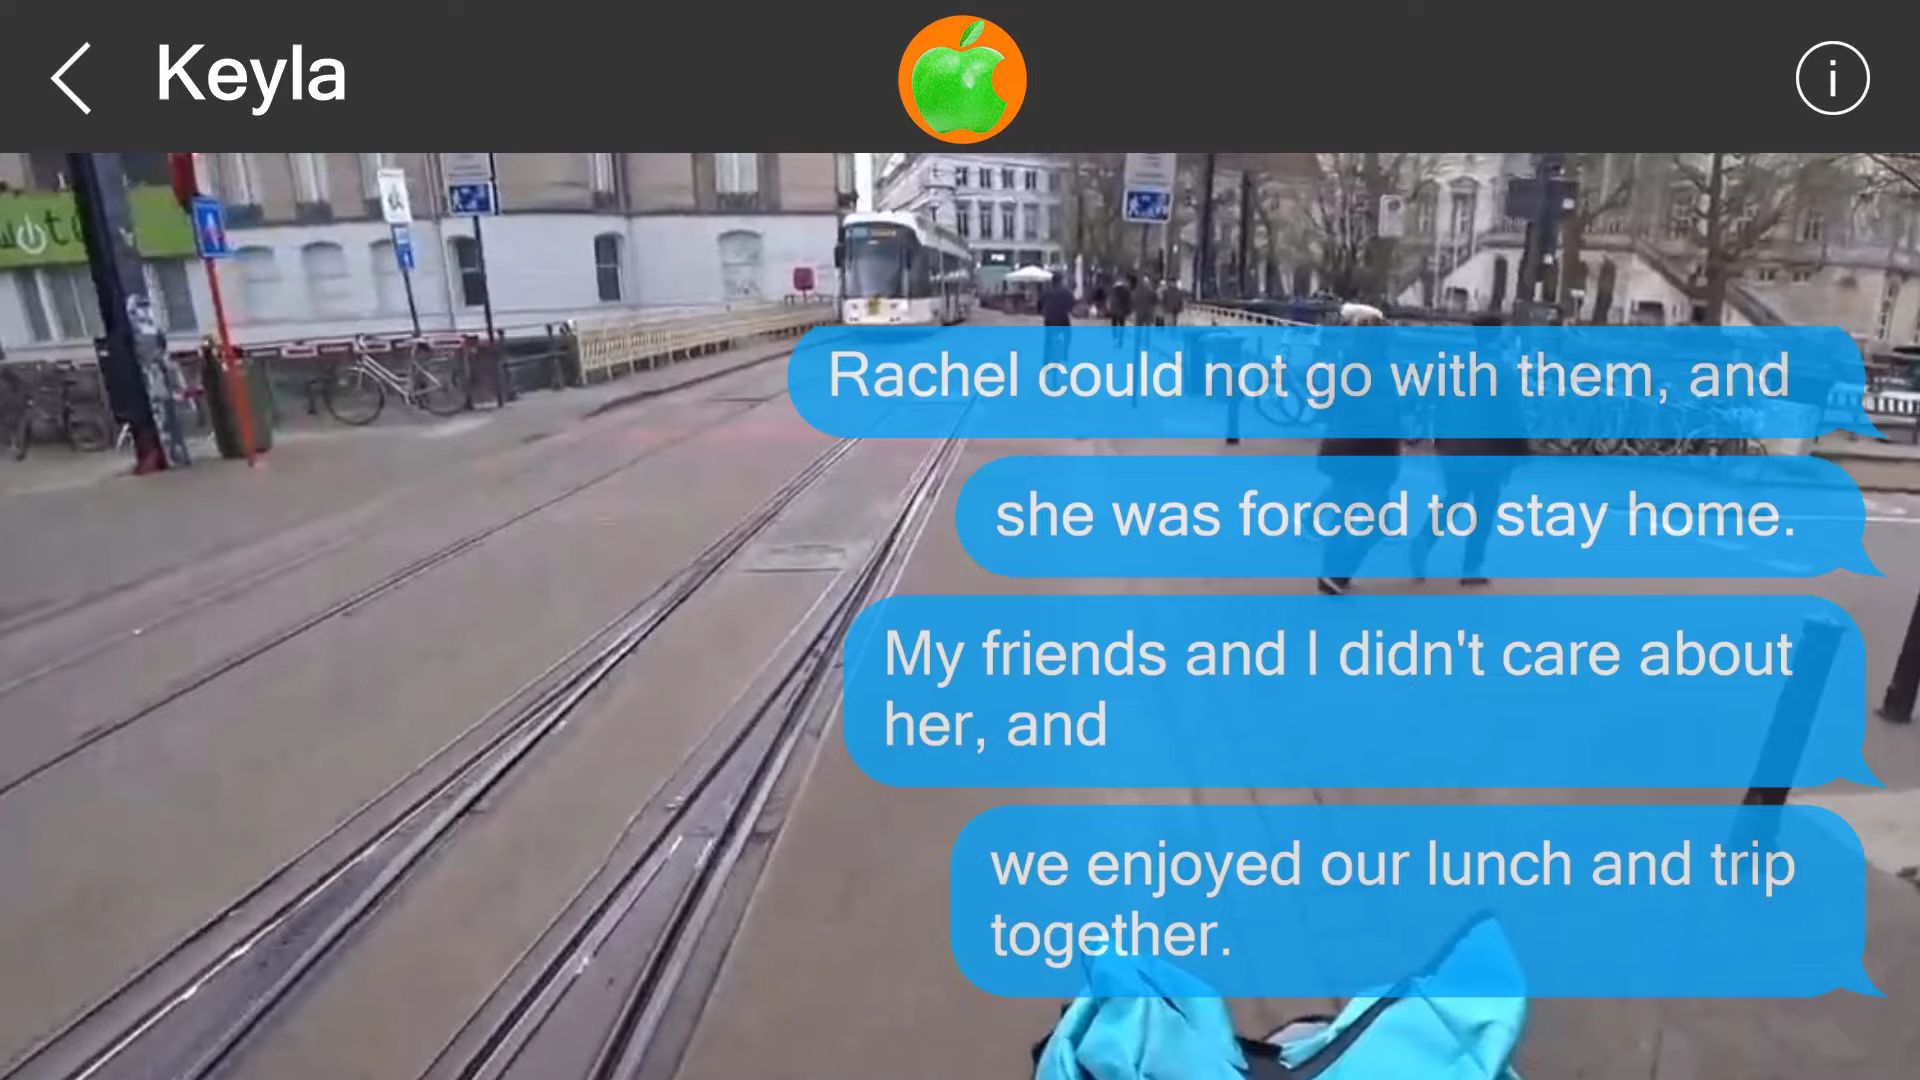 Keyla
Rachel could not go with them, and
she was forced to stay home.
My friends and I didn't care about
her, and
we enjoyed our lunch and trip
together.